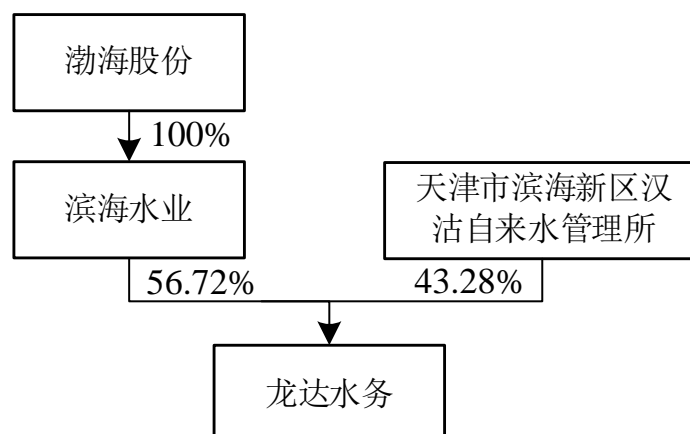 渤海股份
100%
滨海水业
天津市滨海新区汉
沽自来水管理所
56.72%
43.28%
龙达水务